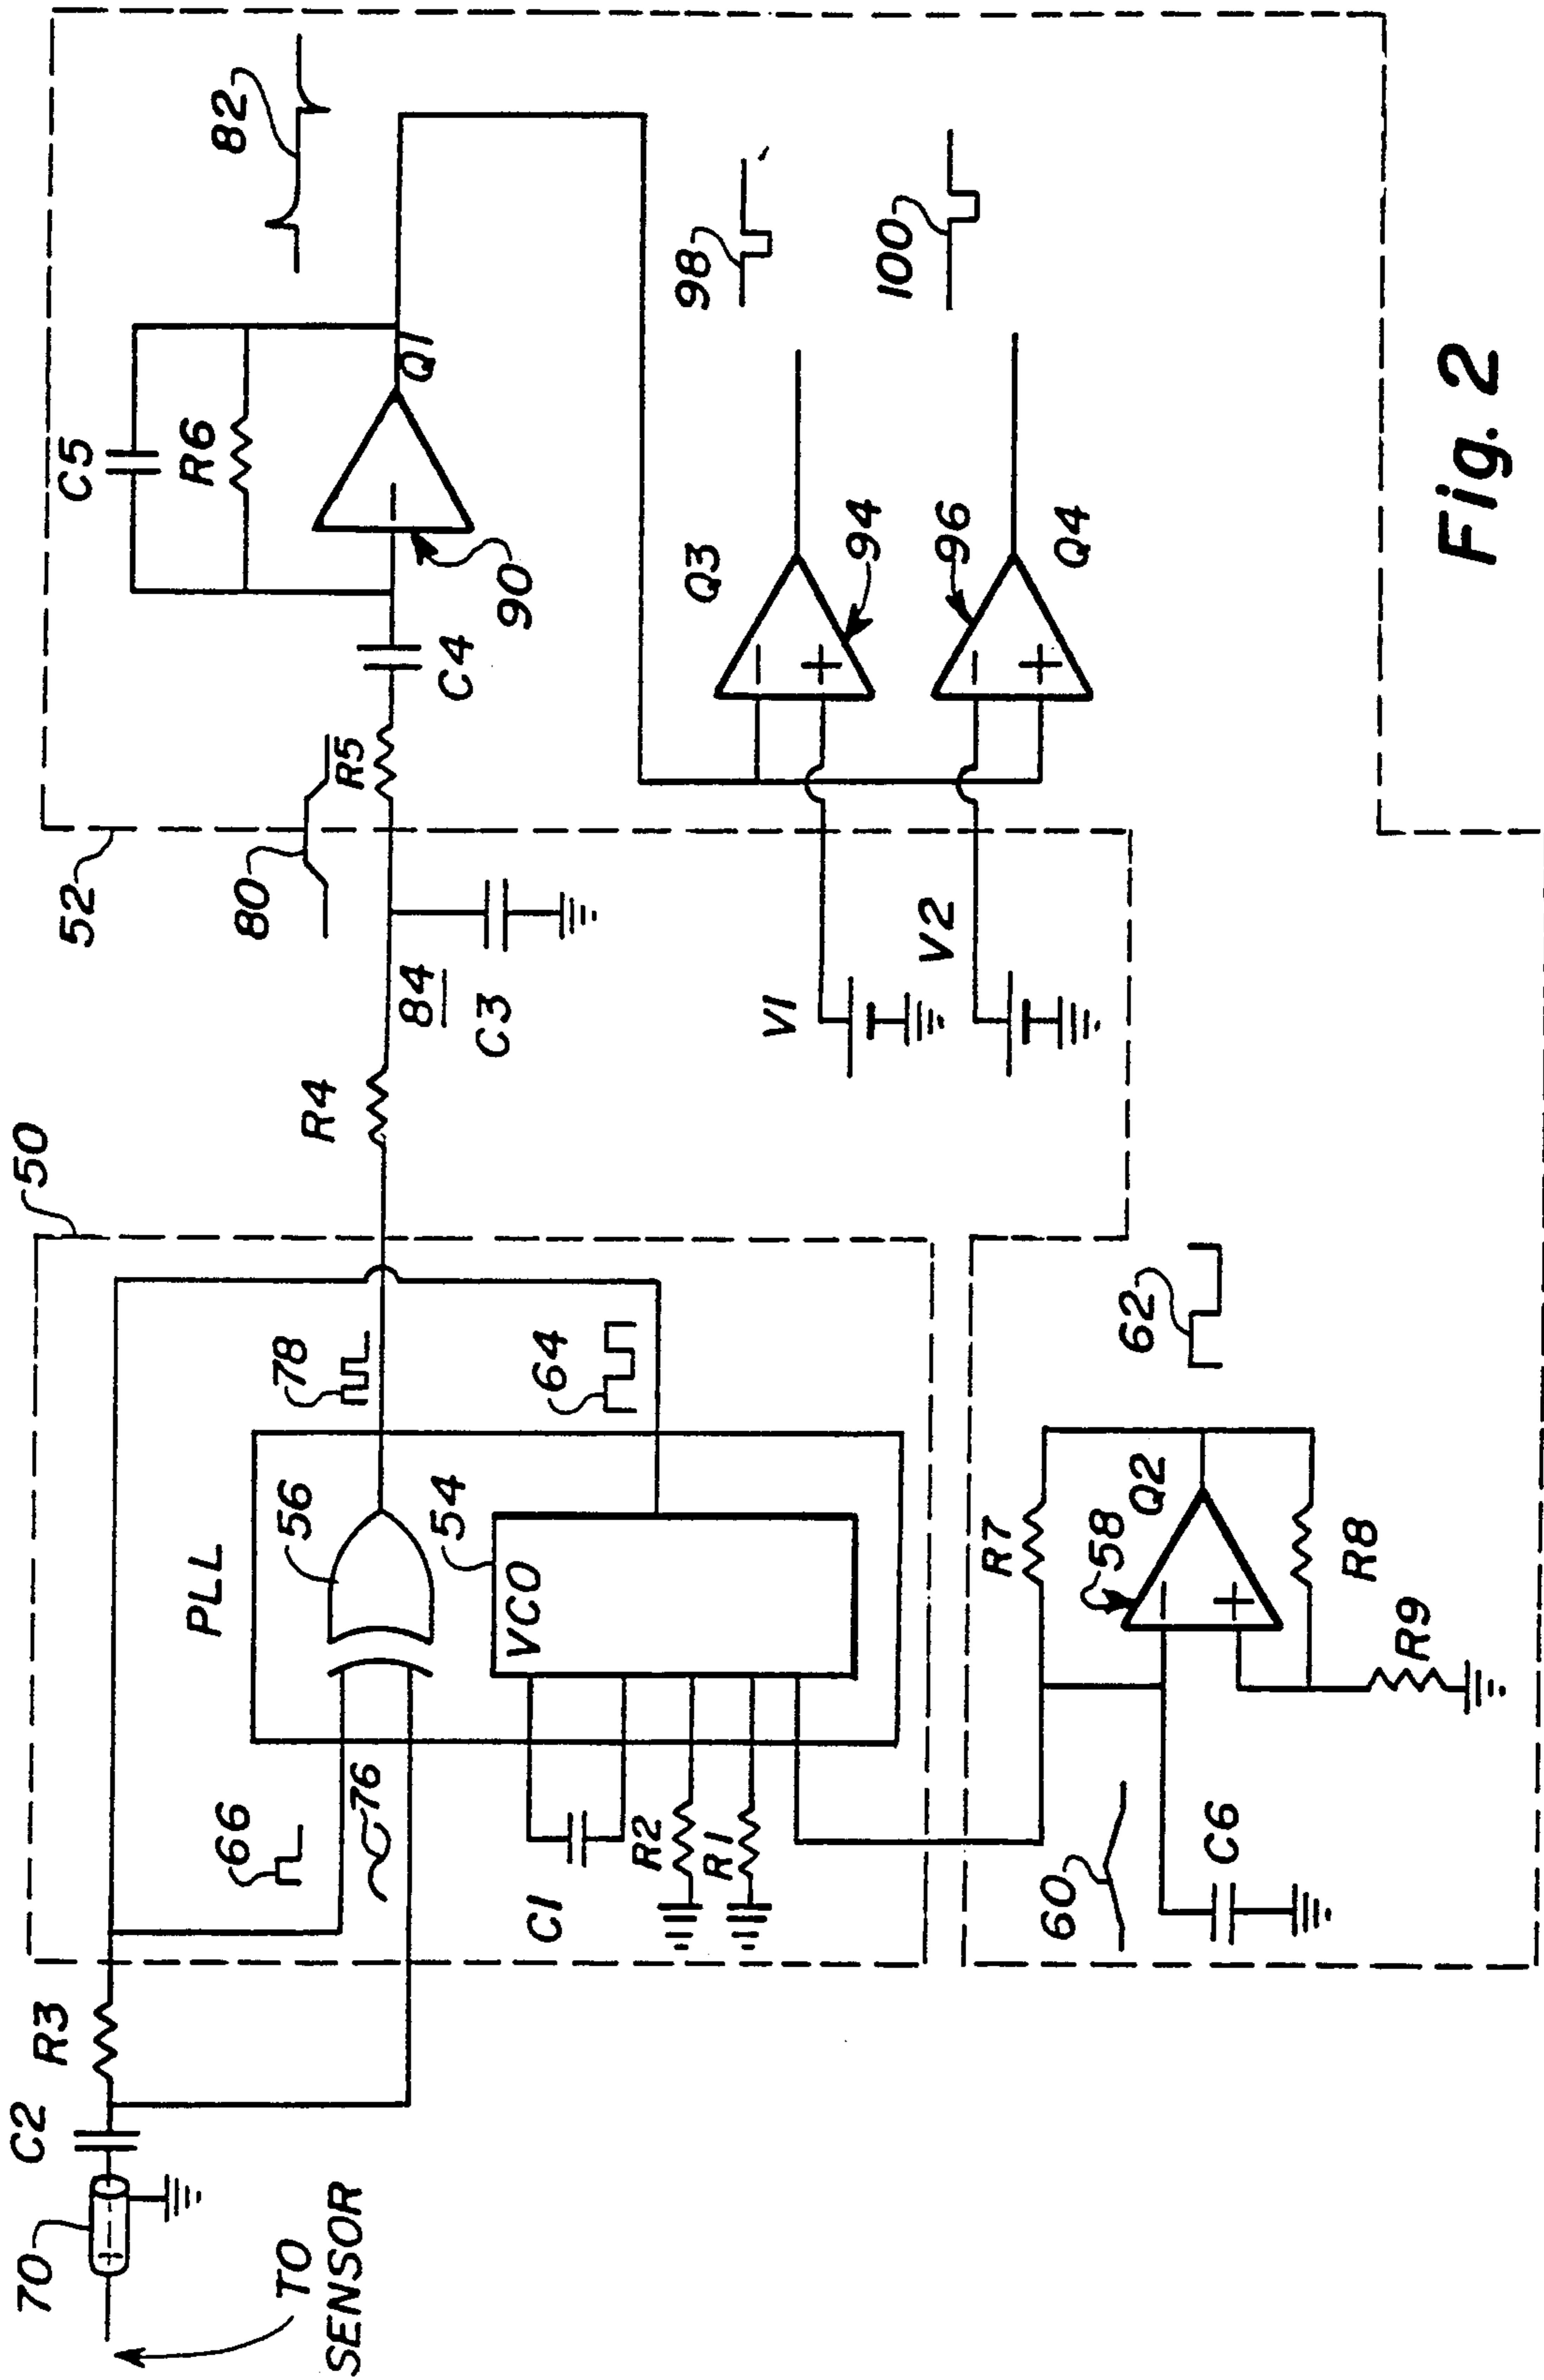 70
TO
SENSOR
C2
R3
66
76
C1
R2
R1
PLL
56
54
VCO
78
64
50
R4
84
C3
80
52
R5
C4
90
C5
R6
Q1
82
60
C6
R7
58
Q2
R8
R9
62
V1
V2
Q3
94
96
Q4
98
100
Fig. 2